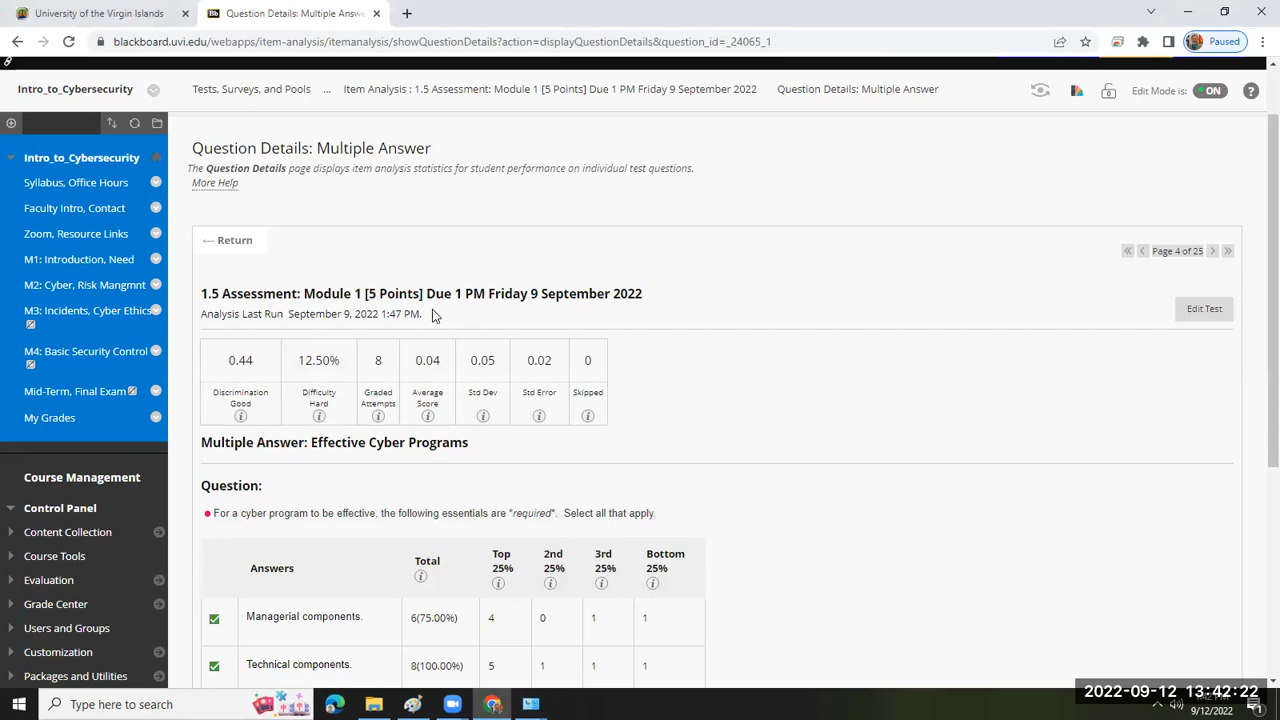 University of the Virgin Islands
Question Details: Multiple Answ
blackboard.uvi.edu/webapps/item-analysis/itemanalysis/showQuestionDetails?action=displayQuestionDetails&question_id=_24065_1
Paused
Intro_to_Cybersecurity
Tests, Surveys, and Pools ... Item Analysis : 1.5 Assessment: Module 1 [5 Points] Due 1 PM Friday 9 September 2022 Question Details: Multiple Answer
Edit Mode is: ON
Intro_to_Cybersecurity
Syllabus, Office Hours
Faculty Intro, Contact
Zoom, Resource Links
M1: Introduction, Need
M2: Cyber, Risk Mangmnt
M3: Incidents, Cyber Ethics
M4: Basic Security Control
Mid-Term, Final Exam
My Grades
Course Management
Control Panel
Content Collection
Course Tools
Evaluation
Grade Center
Users and Groups
Customization
Packages and Utilities
Question Details: Multiple Answer
The Question Details page displays item analysis statistics for student performance on individual test questions.
More Help
Return
Page 4 of 25
1.5 Assessment: Module 1 [5 Points] Due 1 PM Friday 9 September 2022
Analysis Last Run September 9, 2022 1:47 PM.
Edit Test
0.44 12.50% 8 0.04 0.05 0.02 0
Discrimination Good
Difficulty Hard
Graded Attempts
Average Score
Std Dev
Std Error
Skipped
Multiple Answer: Effective Cyber Programs
Question:
For a cyber program to be effective, the following essentials are "required". Select all that apply.
Answers Total Top 25% 2nd 25% 3rd 25% Bottom 25%
Managerial components. 6(75.00%) 4 0 1 1
Technical components. 8(100.00%) 5 1 1 1
Type here to search
2022-09-12 13:42:22
9/12/2022